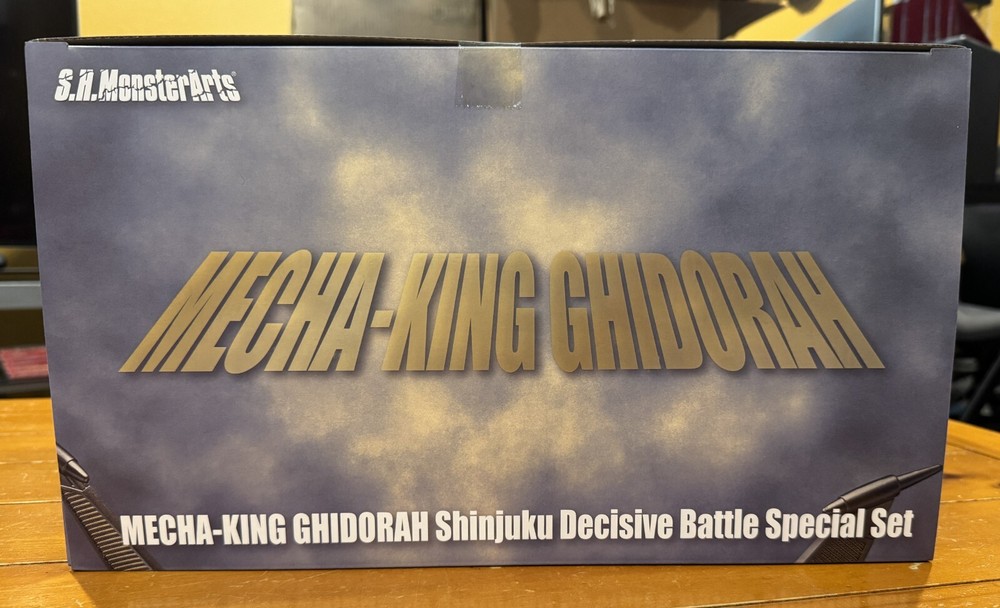 S.H.MonsterArts
MECHA-KING GHIDORAH
MECHA-KING GHIDORAH Shinjuku Decisive Battle Special Set